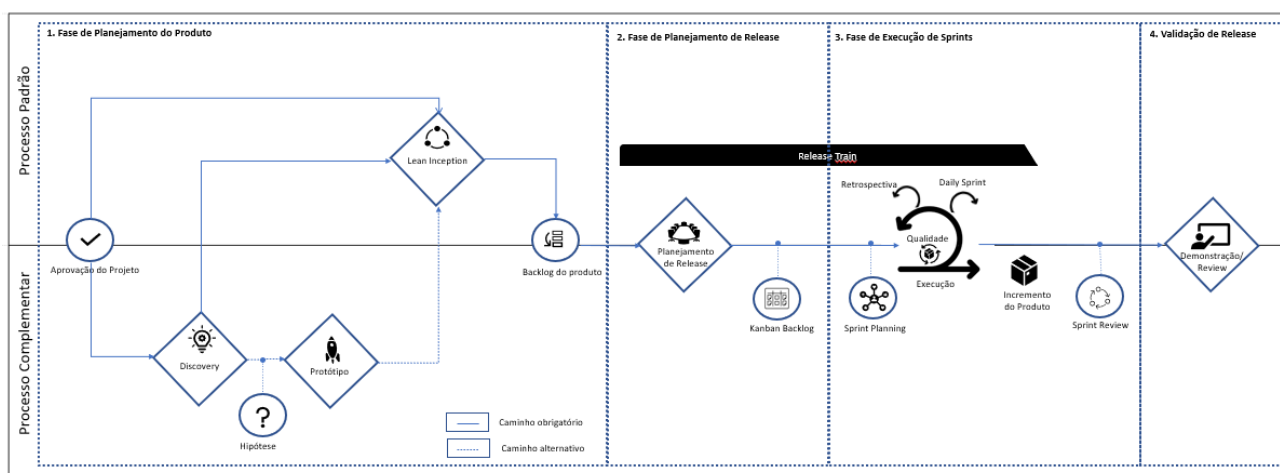 1. Fase de Planejamento do Produto
2. Fase de Planejamento de Release
3. Fase de Execução de Sprints
4. Validação de Release
Processo Padrão
Lean Inception
Release Train
Retrospectiva
Daily Sprint
Qualidade
Execução
Aprovação do Projeto
Backlog do produto
Planejamento
de Release
Kanban Backlog
Sprint Planning
Incremento
do Produto
Sprint Review
Demonstração/
Review
Processo Complementar
Discovery
Protótipo
?
Hipótese
Caminho obrigatório
Caminho alternativo